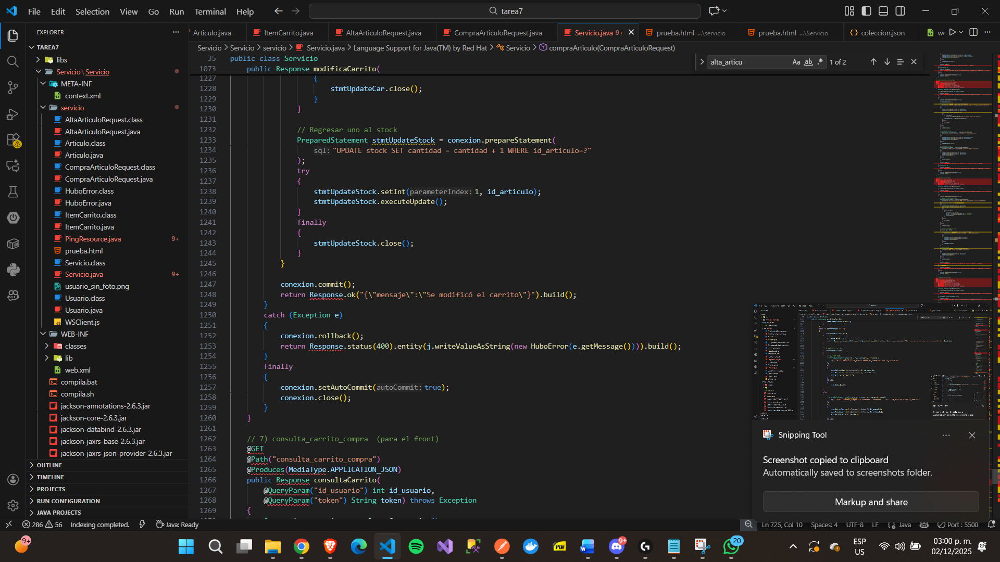 File Edit Selection View Go Run Terminal Help
tarea7
EXPLORER
Articulo.java
ItemCarrito.java
AltaArticuloRequest.java
CompraArticuloRequest.java
Servicio.java 9+
prueba.html ...\servicio
prueba.html ...\Servicio
coleccion.json
Servicio > Servicio > servicio > Servicio.java > Language Support for Java(TM) by Red Hat > Servicio > compraArticulo(CompraArticuloRequest)
alta_articu
Aa ab .*
1 of 2
TAREA7
libs
Servicio \ Servicio
META-INF
context.xml
servicio
AltaArticuloRequest.class
AltaArticuloRequest.java
Articulo.class
Articulo.java
CompraArticuloRequest.class
CompraArticuloRequest.java
HuboError.class
HuboError.java
ItemCarrito.class
ItemCarrito.java
PingResource.java 9+
prueba.html
Servicio.class
Servicio.java 9+
usuario_sin_foto.png
Usuario.class
Usuario.java
WSClient.js
WEB-INF
classes
lib
web.xml
compila.bat
compila.sh
jackson-annotations-2.6.3.jar
jackson-core-2.6.3.jar
jackson-databind-2.6.3.jar
jackson-jaxrs-base-2.6.3.jar
jackson-jaxrs-json-provider-2.6.3.jar
OUTLINE
TIMELINE
PROJECTS
RUN CONFIGURATION
JAVA PROJECTS
35 public class Servicio
1073 public Response modificaCarrito(
1227 {
1228 stmtUpdateCar.close();
1229 }
1230 }
1231
1232 // Regresar uno al stock
1233 PreparedStatement stmtUpdateStock = conexion.prepareStatement(
1234 sql: "UPDATE stock SET cantidad = cantidad + 1 WHERE id_articulo=?"
1235 );
1236 try
1237 {
1238 stmtUpdateStock.setInt(parameterIndex: 1, id_articulo);
1239 stmtUpdateStock.executeUpdate();
1240 }
1241 finally
1242 {
1243 stmtUpdateStock.close();
1244 }
1245 }
1246
1247 conexion.commit();
1248 return Response.ok("{\"mensaje\":\"Se modificó el carrito\"}").build();
1249 }
1250 catch (Exception e)
1251 {
1252 conexion.rollback();
1253 return Response.status(400).entity(j.writeValueAsString(new HuboError(e.getMessage()))).build();
1254 }
1255 finally
1256 {
1257 conexion.setAutoCommit(autoCommit: true);
1258 conexion.close();
1259 }
1260 }
1261
1262 // 7) consulta_carrito_compra (para el front)
1263 @GET
1264 @Path("consulta_carrito_compra")
1265 @Produces(MediaType.APPLICATION_JSON)
1266 public Response consultaCarrito(
1267 @QueryParam("id_usuario") int id_usuario,
1268 @QueryParam("token") String token) throws Exception
1269 {
Snipping Tool
Screenshot copied to clipboard
Automatically saved to screenshots folder.
Markup and share
286 56 Indexing completed. Java: Ready
Ln 725, Col 10 Spaces: 4 UTF-8 LF Java Port : 5500
9+
PDF
9+
20
ESP
US
03:00 p. m.
02/12/2025